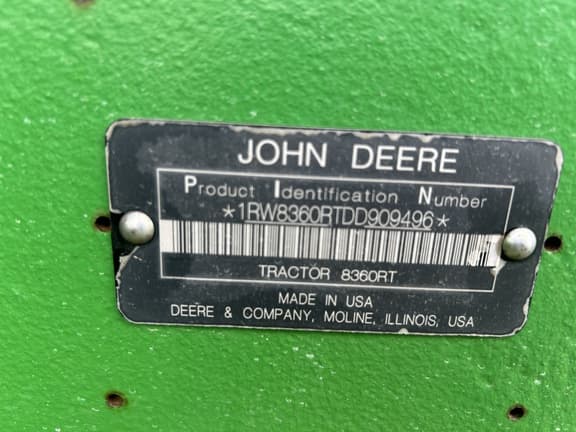 JOHN DEERE
Product Identification Number
*1RW8360RTDD909496*
TRACTOR 8360RT
MADE IN USA
DEERE & COMPANY, MOLINE, ILLINOIS, USA